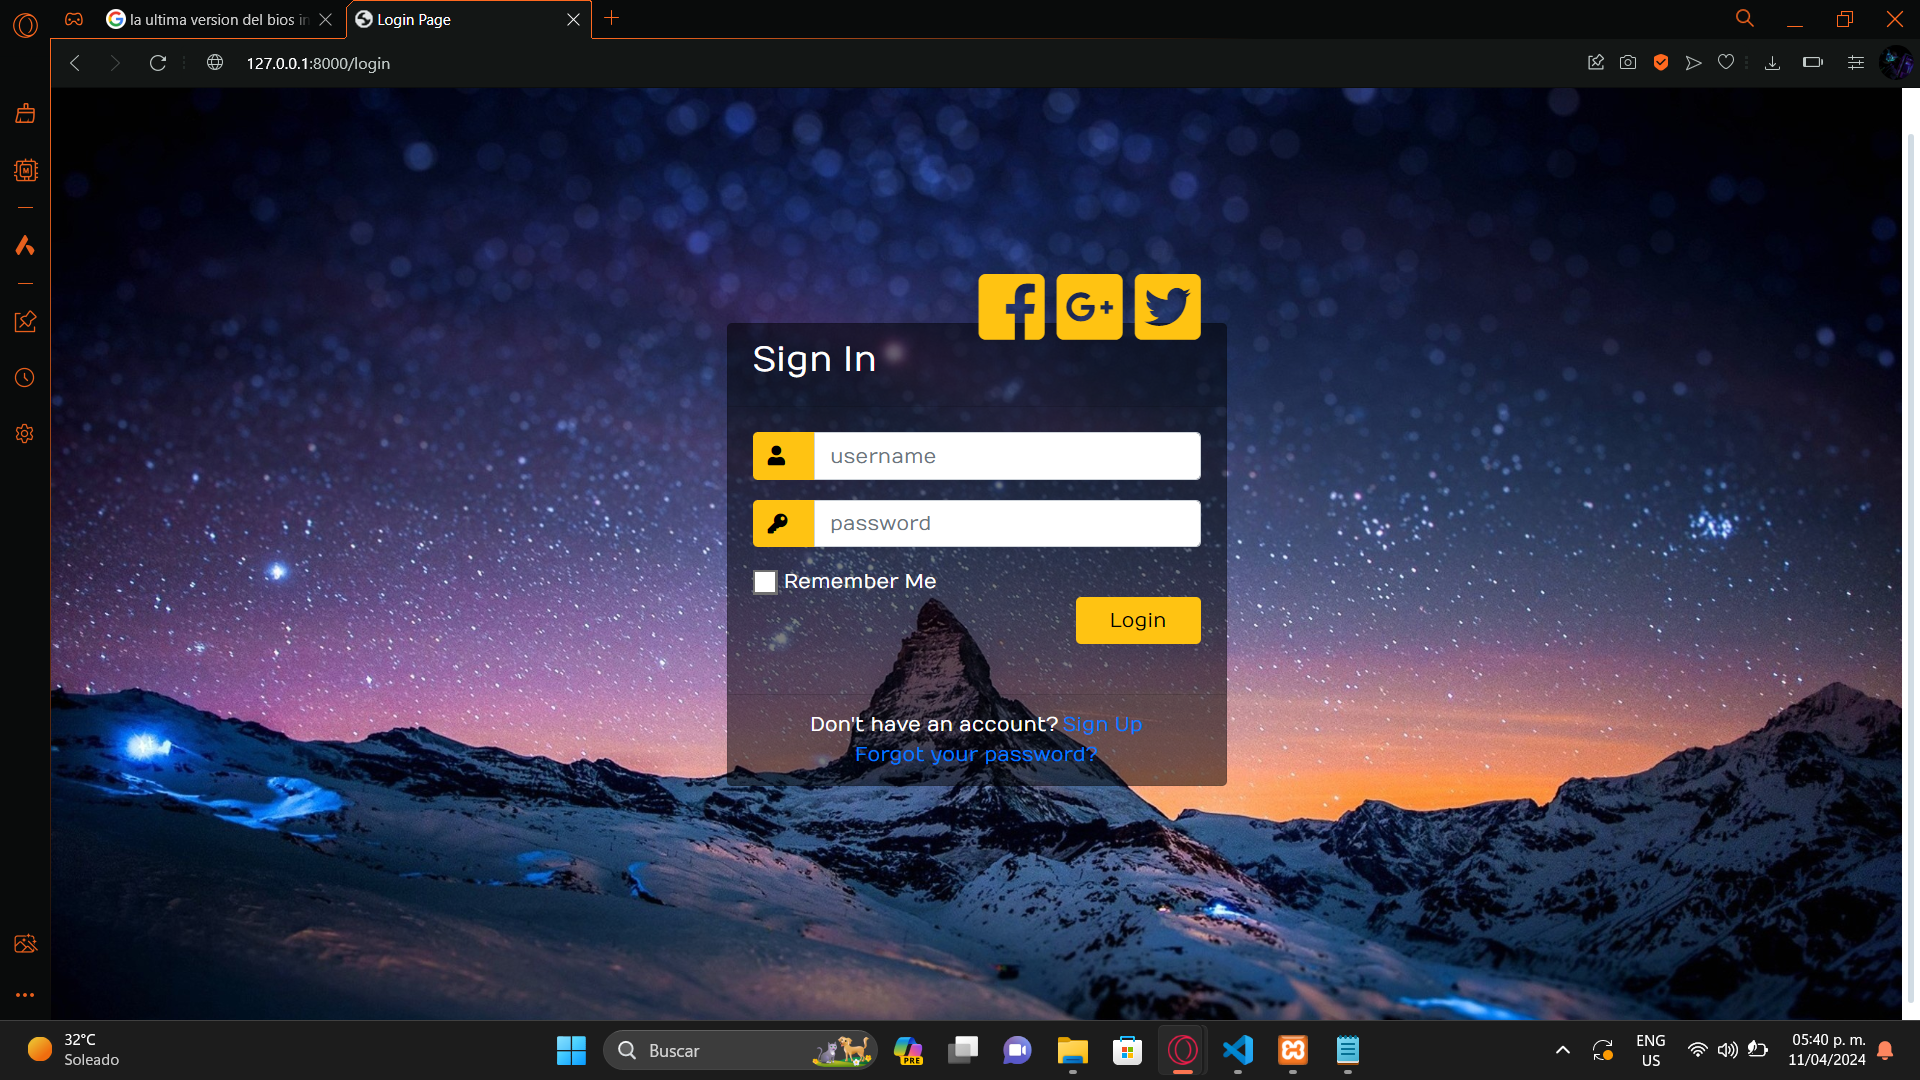 la ultima version del bios in
Login Page
127.0.0.1:8000/login
Sign In
username
password
Remember Me
Login
Don't have an account? Sign Up
Forgot your password?
32°C
Soleado
Buscar
PRE
ENG
US
05:40 p. m.
11/04/2024